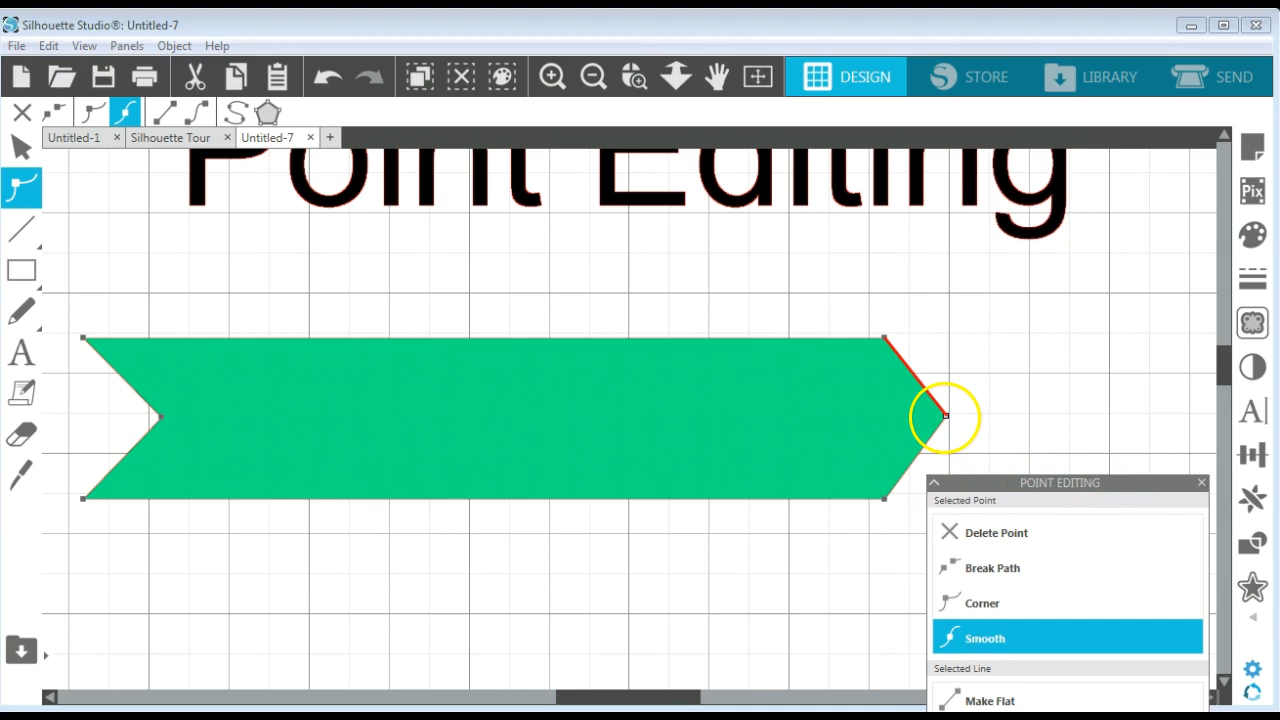 Silhouette Studio®: Untitled-7
File Edit View Panels Object Help
DESIGN STORE LIBRARY SEND
Untitled-1 Silhouette Tour Untitled-7
Point Editing
POINT EDITING
Selected Point
Delete Point
Break Path
Corner
Smooth
Selected Line
Make Flat